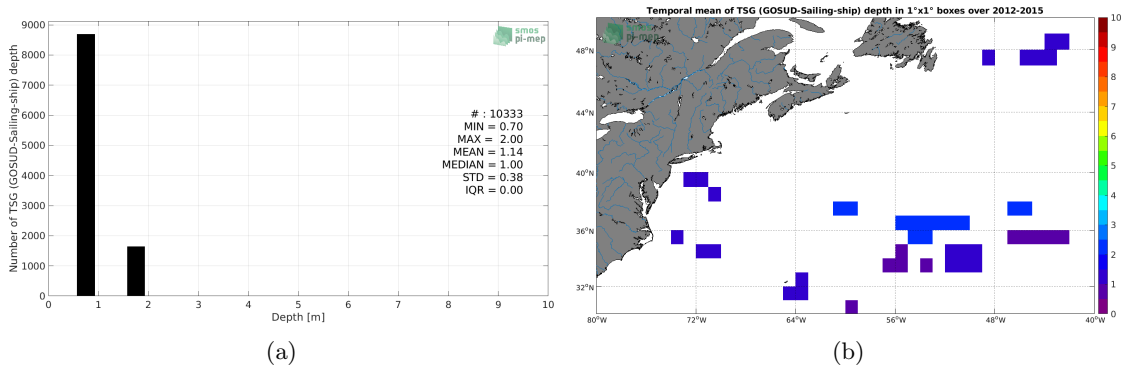 9000
8000
7000
6000
5000
4000
3000
2000
1000
0
Number of TSG (GOSUD-Sailing-ship) depth
smos
pi-mep
# : 10333
MIN = 0.70
MAX = 2.00
MEAN = 1.14
MEDIAN = 1.00
STD = 0.38
IQR = 0.00
0 1 2 3 4 5 6 7 8 9 10
Depth [m]
(a)
Temporal mean of TSG (GOSUD-Sailing-ship) depth in 1°x1° boxes over 2012-2015
smos
pi-mep
48°N
44°N
40°N
36°N
32°N
80°W 72°W 64°W 56°W 48°W 40°W
10
9
8
7
6
5
4
3
2
1
0
(b)